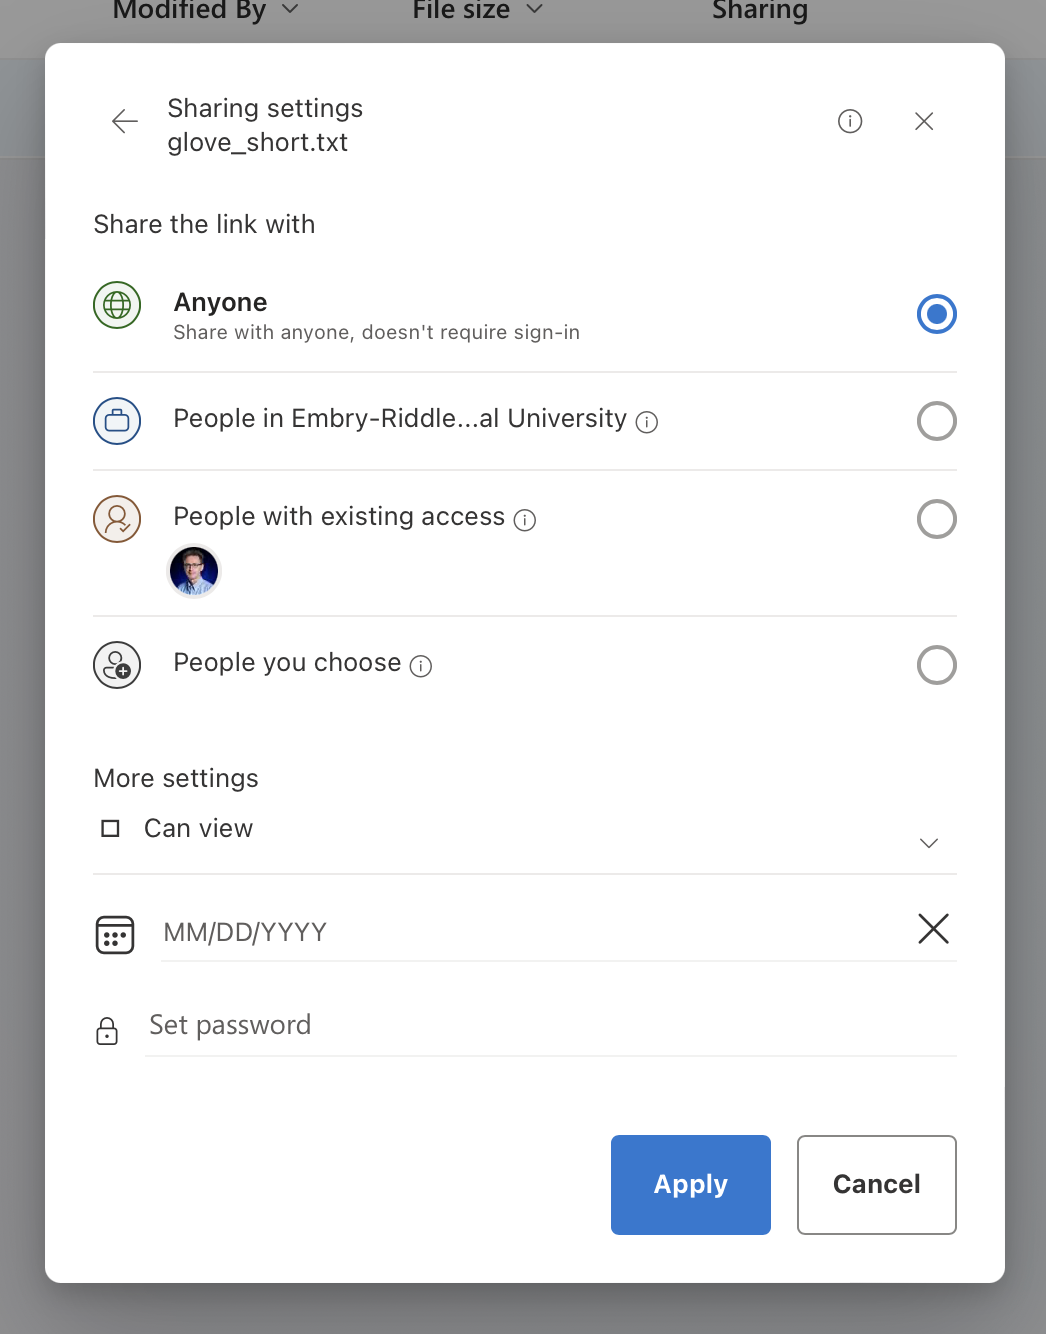 Modified By
File size
Sharing
Sharing settings
glove_short.txt
Share the link with
Anyone
Share with anyone, doesn't require sign-in
People in Embry-Riddle...al University
People with existing access
People you choose
More settings
Can view
MM/DD/YYYY
Set password
Apply
Cancel